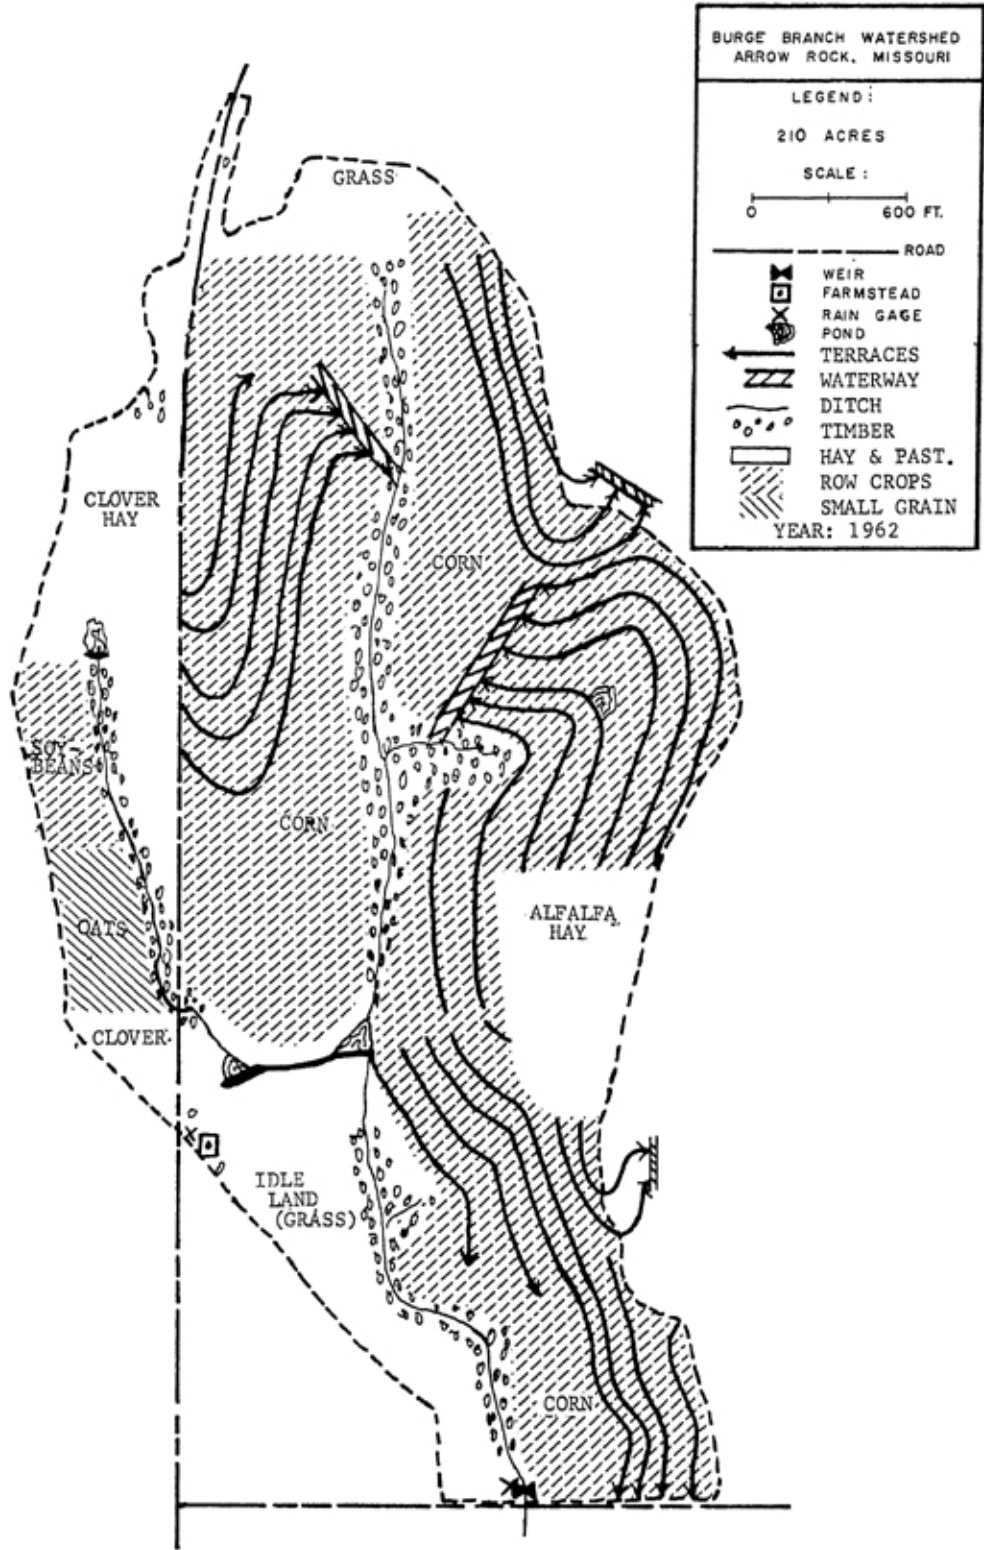 BURGE BRANCH WATERSHED
ARROW ROCK, MISSOURI
LEGEND:
210 ACRES
SCALE:
0 600 FT.
ROAD
WEIR
FARMSTEAD
RAIN GAGE
POND
TERRACES
WATERWAY
DITCH
TIMBER
HAY & PAST.
ROW CROPS
SMALL GRAIN
YEAR: 1962
GRASS
CLOVER
HAY
CORN
SOY-
BEANS
CORN
OATS
ALFALFA
HAY
CLOVER
IDLE
LAND
(GRASS)
CORN